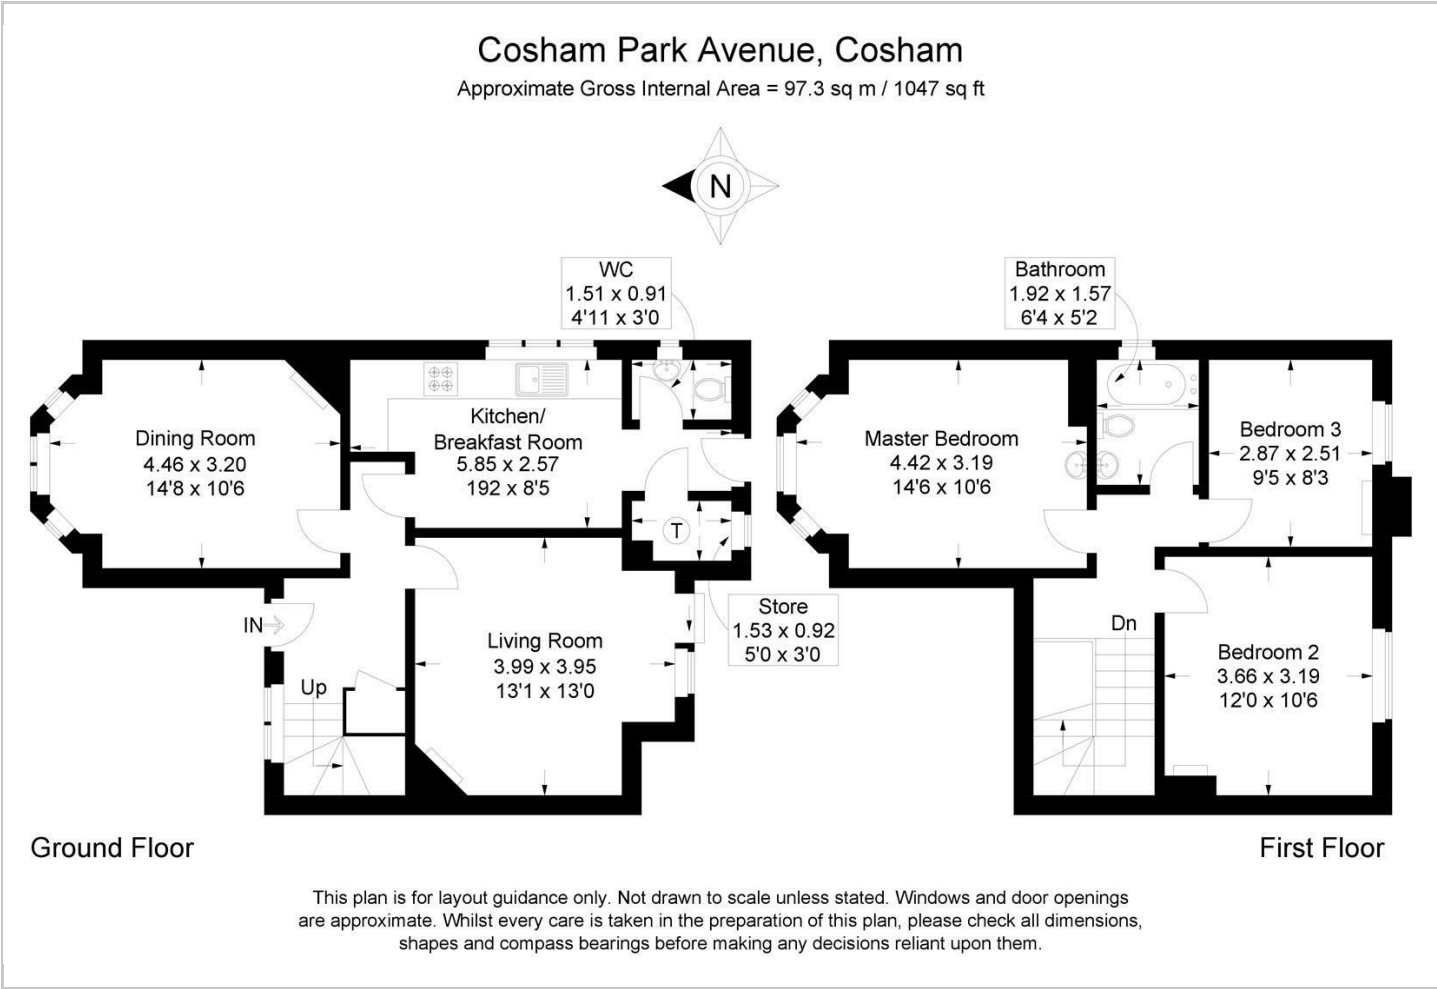 Cosham Park Avenue, Cosham
Approximate Gross Internal Area = 97.3 sq m / 1047 sq ft
N
WC
1.51 x 0.91
4'11 x 3'0
Dining Room
4.46 x 3.20
14'8 x 10'6
Kitchen/
Breakfast Room
5.85 x 2.57
192 x 8'5
T
IN
Up
Living Room
3.99 x 3.95
13'1 x 13'0
Store
1.53 x 0.92
5'0 x 3'0
Ground Floor
Bathroom
1.92 x 1.57
6'4 x 5'2
Master Bedroom
4.42 x 3.19
14'6 x 10'6
Bedroom 3
2.87 x 2.51
9'5 x 8'3
Dn
Bedroom 2
3.66 x 3.19
12'0 x 10'6
First Floor
This plan is for layout guidance only. Not drawn to scale unless stated. Windows and door openings
are approximate. Whilst every care is taken in the preparation of this plan, please check all dimensions,
shapes and compass bearings before making any decisions reliant upon them.